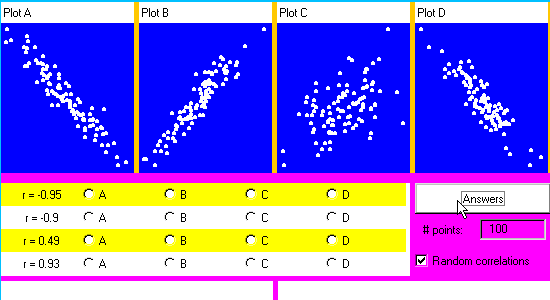 Plot A Plot B Plot C Plot D
r = -0.95 A B C D
r = -0.9 A B C D
r = 0.49 A B C D
r = 0.93 A B C D
Answers
# points: 100
Random correlations